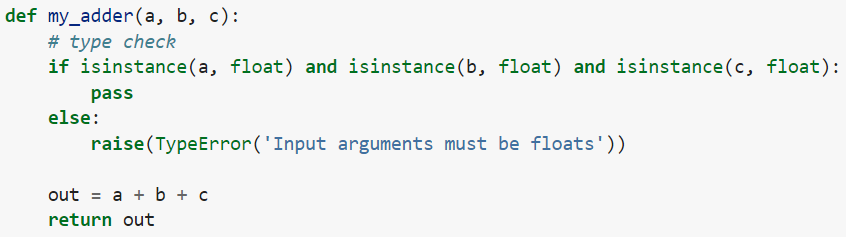 def my_adder(a, b, c):
    # type check
    if isinstance(a, float) and isinstance(b, float) and isinstance(c, float):
        pass
    else:
        raise(TypeError('Input arguments must be floats'))

    out = a + b + c
    return out